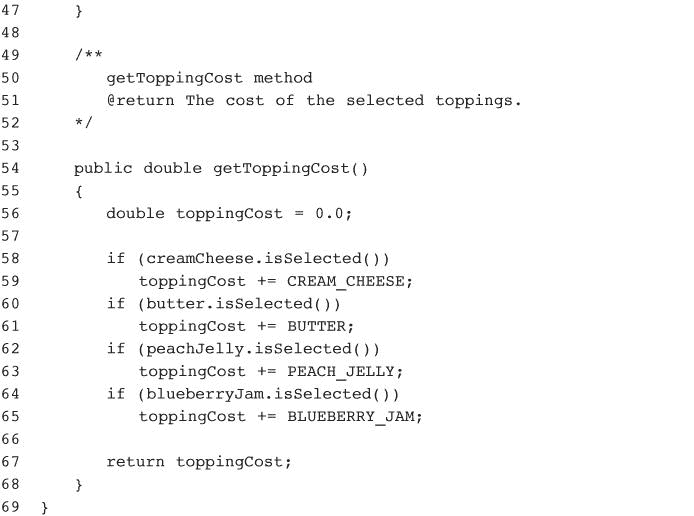 47 }
48
49 /**
50 getToppingCost method
51 @return The cost of the selected toppings.
52 */
53
54 public double getToppingCost()
55 {
56 double toppingCost = 0.0;
57
58 if (creamCheese.isSelected())
59 toppingCost += CREAM_CHEESE;
60 if (butter.isSelected())
61 toppingCost += BUTTER;
62 if (peachJelly.isSelected())
63 toppingCost += PEACH_JELLY;
64 if (blueberryJam.isSelected())
65 toppingCost += BLUEBERRY_JAM;
66
67 return toppingCost;
68 }
69 }